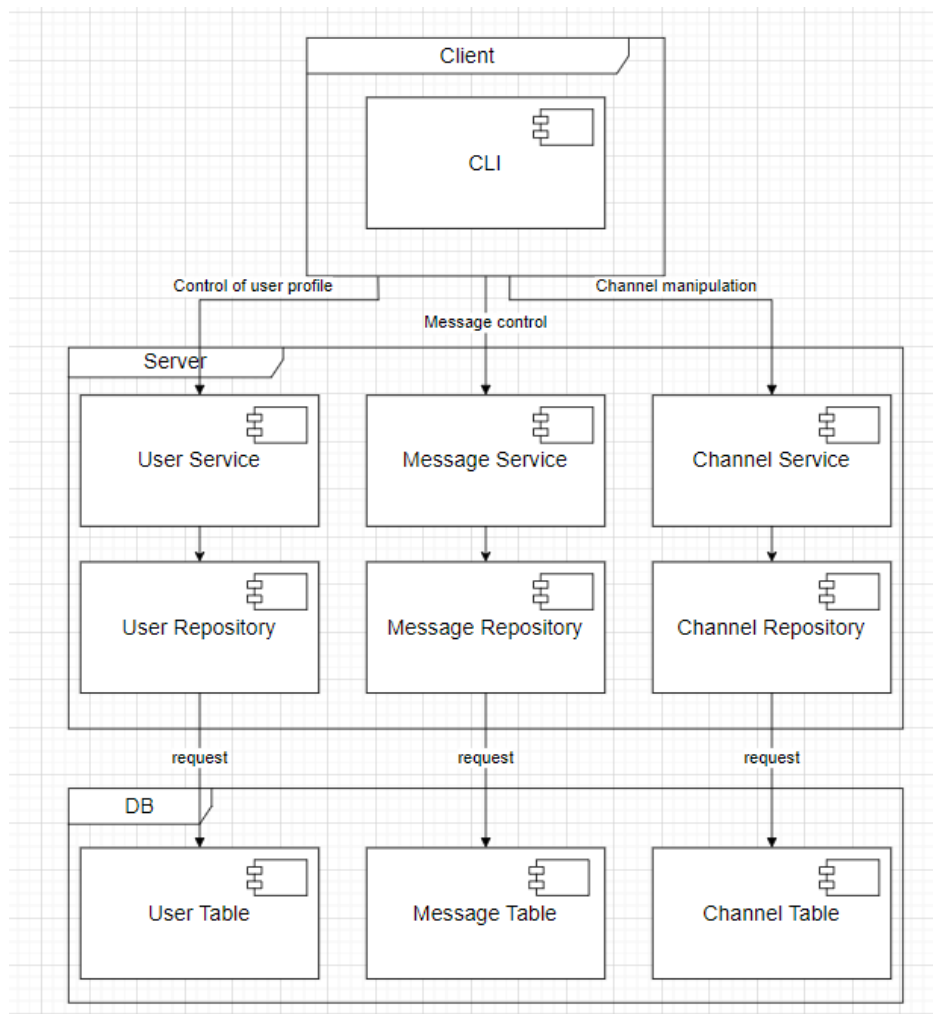 Client
CLI
Control of user profile
Channel manipulation
Message control
Server
User Service
Message Service
Channel Service
User Repository
Message Repository
Channel Repository
request
request
request
DB
User Table
Message Table
Channel Table